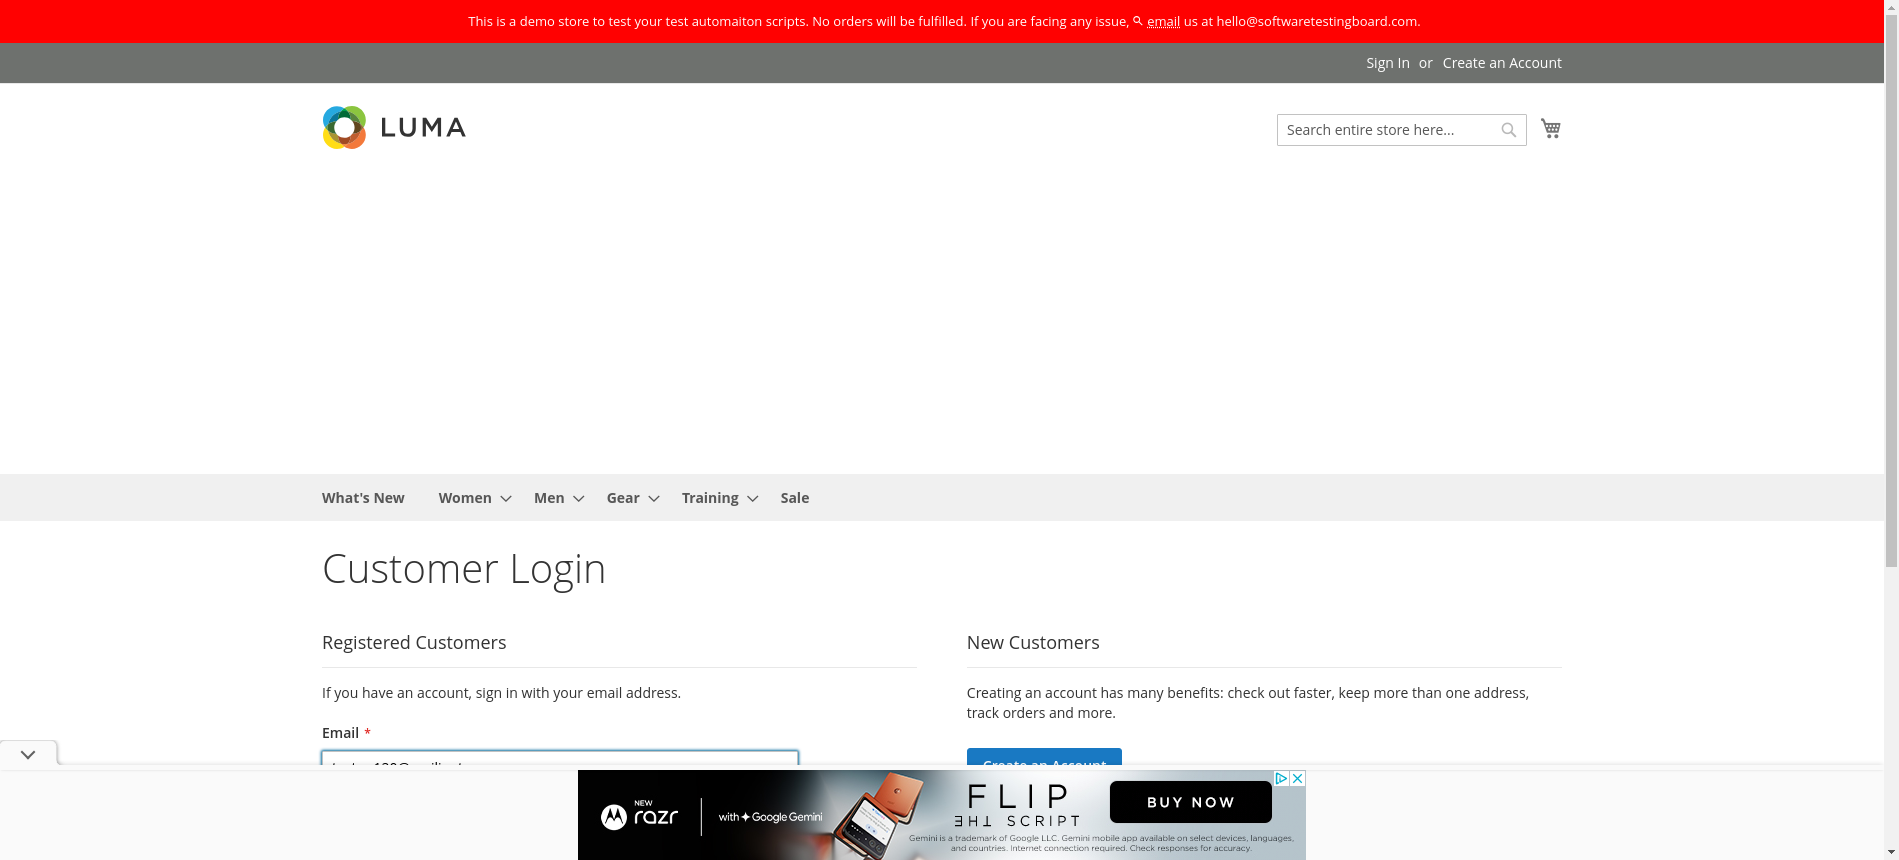 This is a demo store to test your test automaiton scripts. No orders will be fulfilled. If you are facing any issue, email us at hello@softwaretestingboard.com.
Sign In or Create an Account
LUMA
Search entire store here...
What's New Women Men Gear Training Sale
Customer Login
Registered Customers
If you have an account, sign in with your email address.
Email *
New Customers
Creating an account has many benefits: check out faster, keep more than one address,
track orders and more.
Create an Account
NEW
razr
with Google Gemini
FLIP
THE SCRIPT
BUY NOW
Gemini is a trademark of Google LLC. Gemini mobile app available on select devices, languages,
and countries. Internet connection required. Check responses for accuracy.